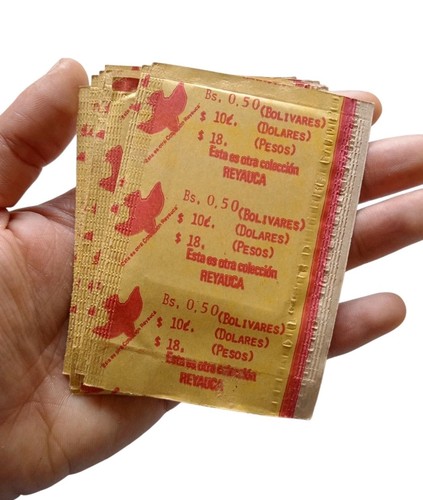 Bs. 0,50 (BOLIVARES)
$ 10¢. (DOLARES)
$ 18. (PESOS)
Esta es otra colección
REYAUCA
Bs. 0,50 (BOLIVARES)
$ 10¢. (DOLARES)
$ 18. (PESOS)
Esta es otra colección
REYAUCA
Bs. 0,50 (BOLIVARES)
$ 10¢. (DOLARES)
$ 18. (PESOS)
Esta es otra colección
REYAUCA